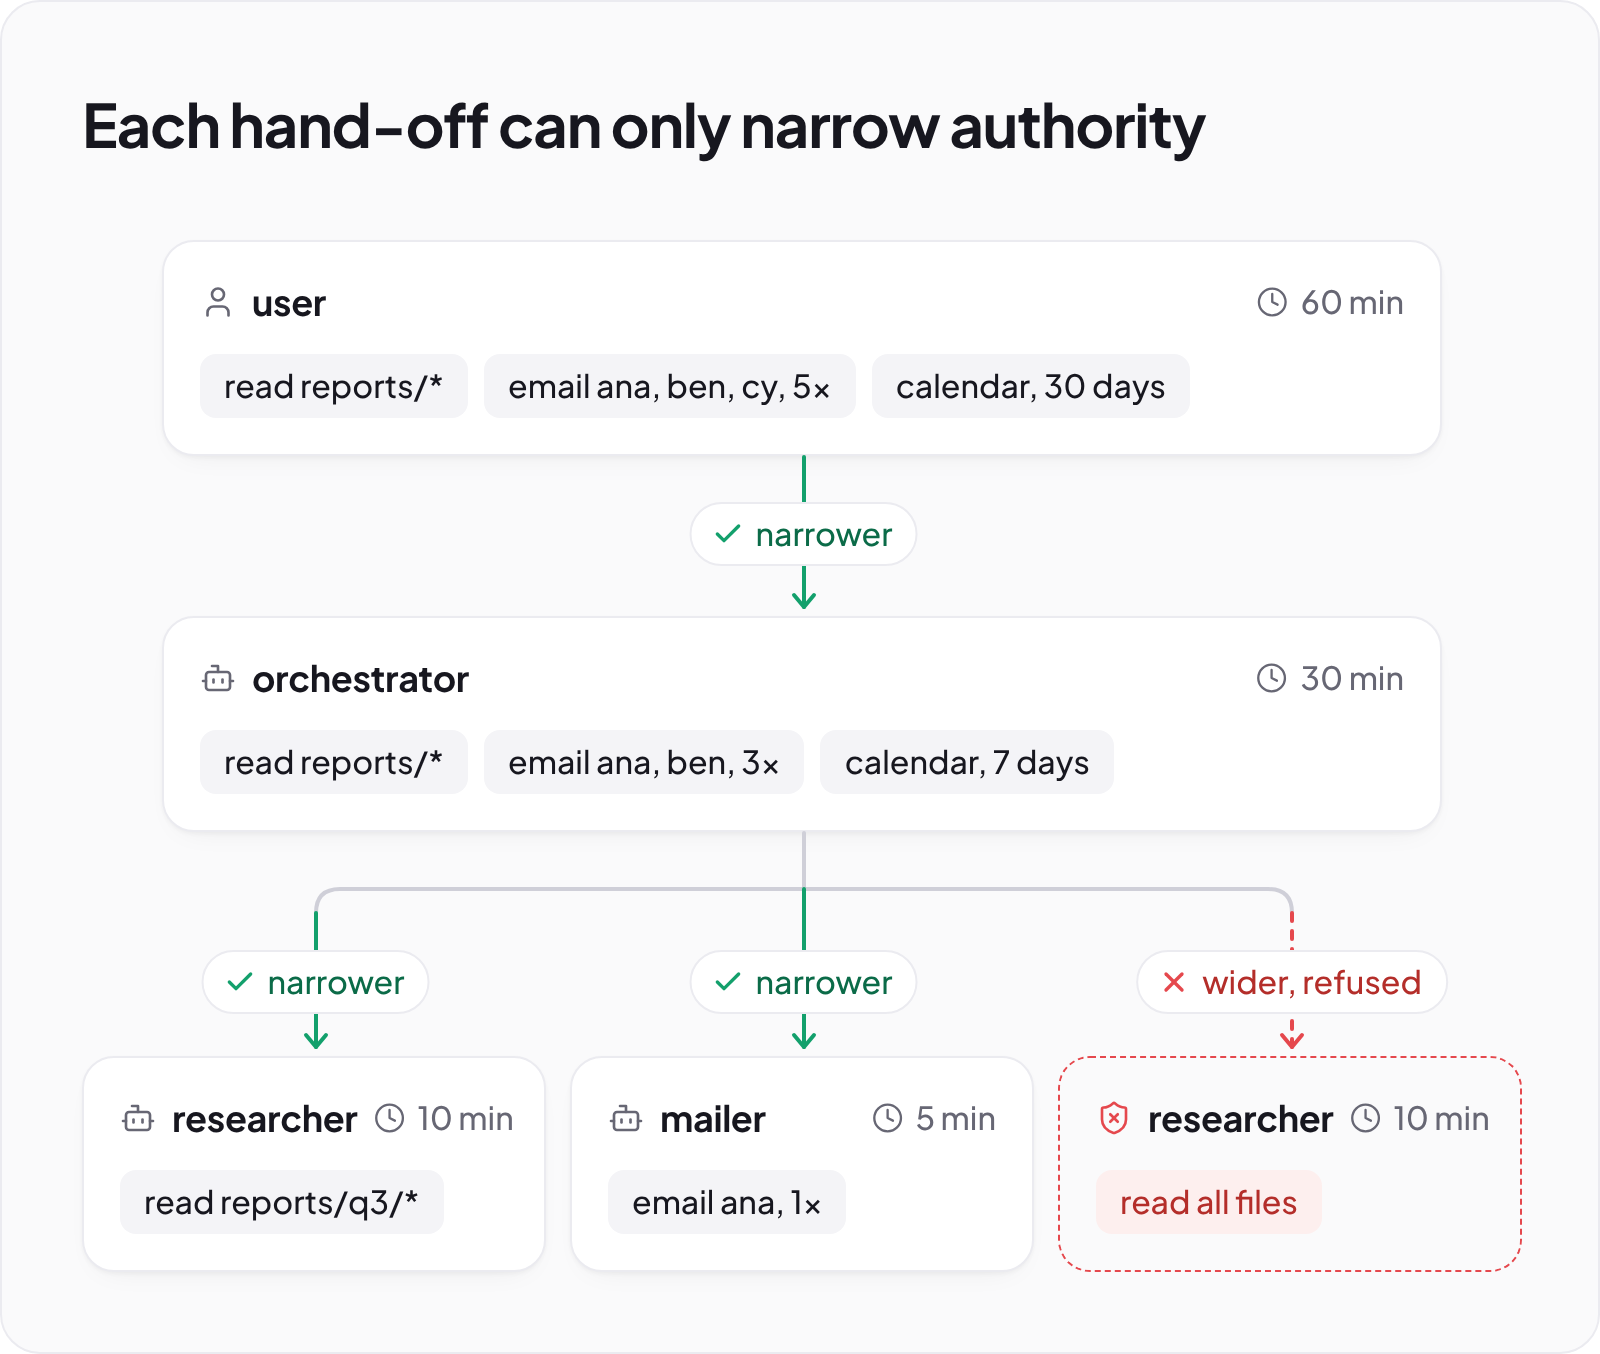 Each hand-off can only narrow authority
user
60 min
read reports/*
email ana, ben, cy, 5×
calendar, 30 days
narrower
orchestrator
30 min
read reports/*
email ana, ben, 3×
calendar, 7 days
narrower
narrower
wider, refused
researcher
10 min
read reports/q3/*
mailer
5 min
email ana, 1×
researcher
10 min
read all files